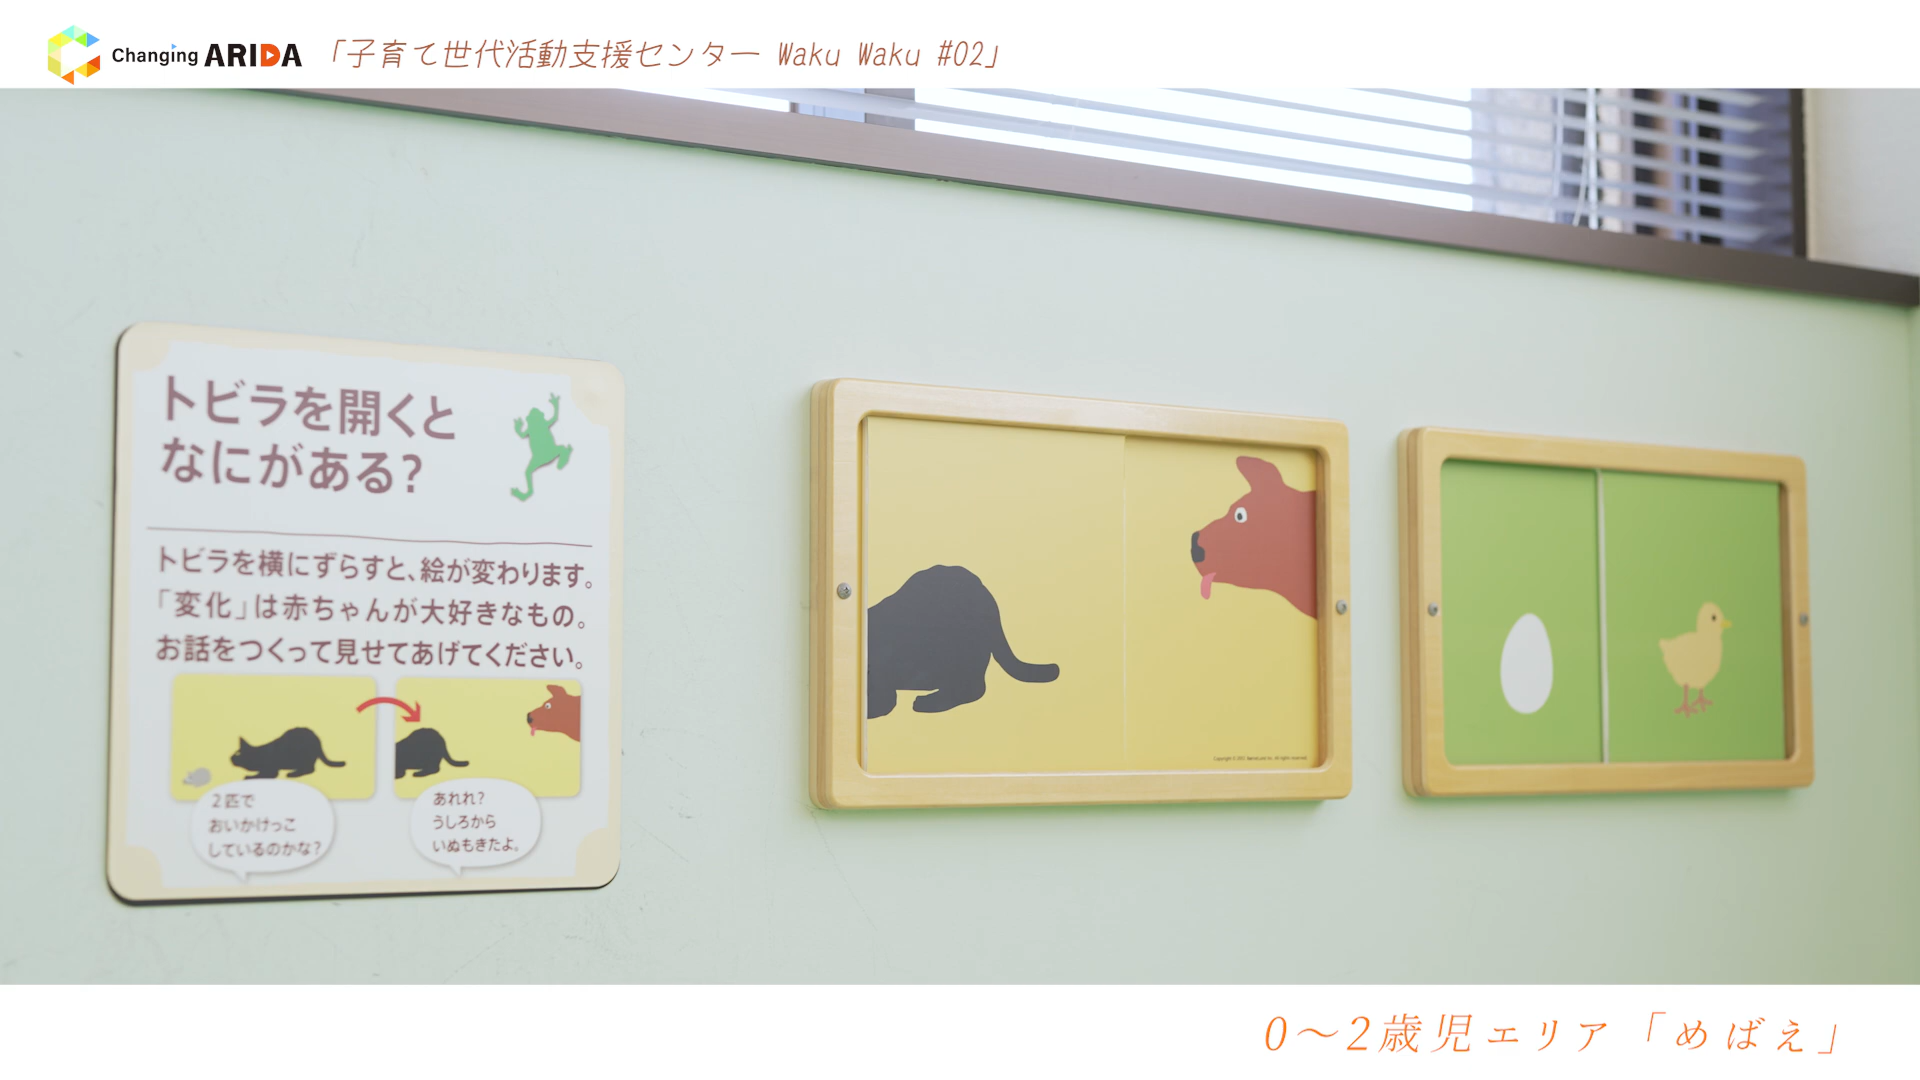 Changing ARIDA
「子育て世代活動支援センター Waku Waku #02」
トビラを開くと
なにがある?
トビラを横にずらすと、絵が変わります。
「変化」は赤ちゃんが大好きなもの。
お話をつくって見せてあげてください。
2匹で
おいかけっこ
しているのかな?
あれれ?
うしろから
いぬもきたよ。
0〜2歳児エリア「めばえ」